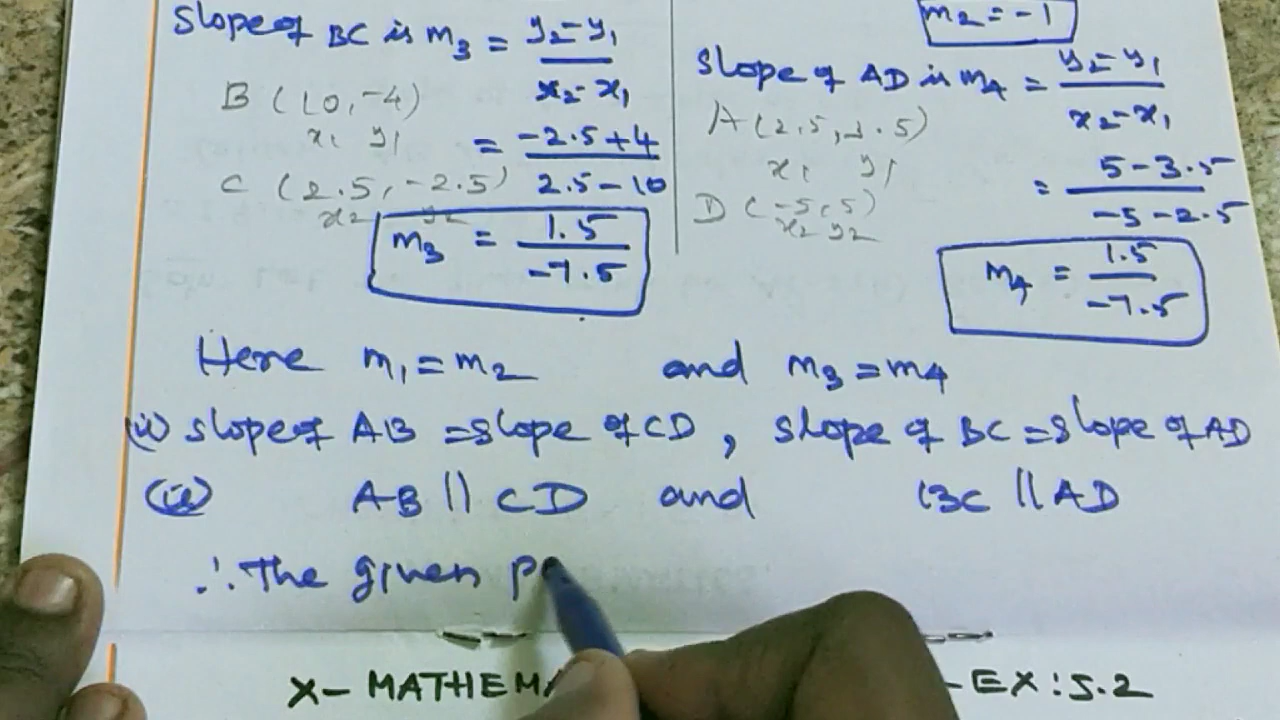 Slope of BC is m₃ = y₂-y₁ / x₂-x₁
B (10,-4)
x₁ y₁
= -2.5+4 / 2.5-10
C (2.5,-2.5)
x₂ y₂
m₃ = 1.5 / -7.5
m₂ = -1
Slope of AD is m₄ = y₂-y₁ / x₂-x₁
A (2.5, 3.5)
x₁ y₁
= 5-3.5 / -5-2.5
D (-5,5)
x₂ y₂
m₄ = 1.5 / -7.5
Here m₁ = m₂ and m₃ = m₄
slope of AB = slope of CD, slope of BC = slope of AD
AB || CD and BC || AD
∴ The given
X- MATHEMA - EX: 5.2